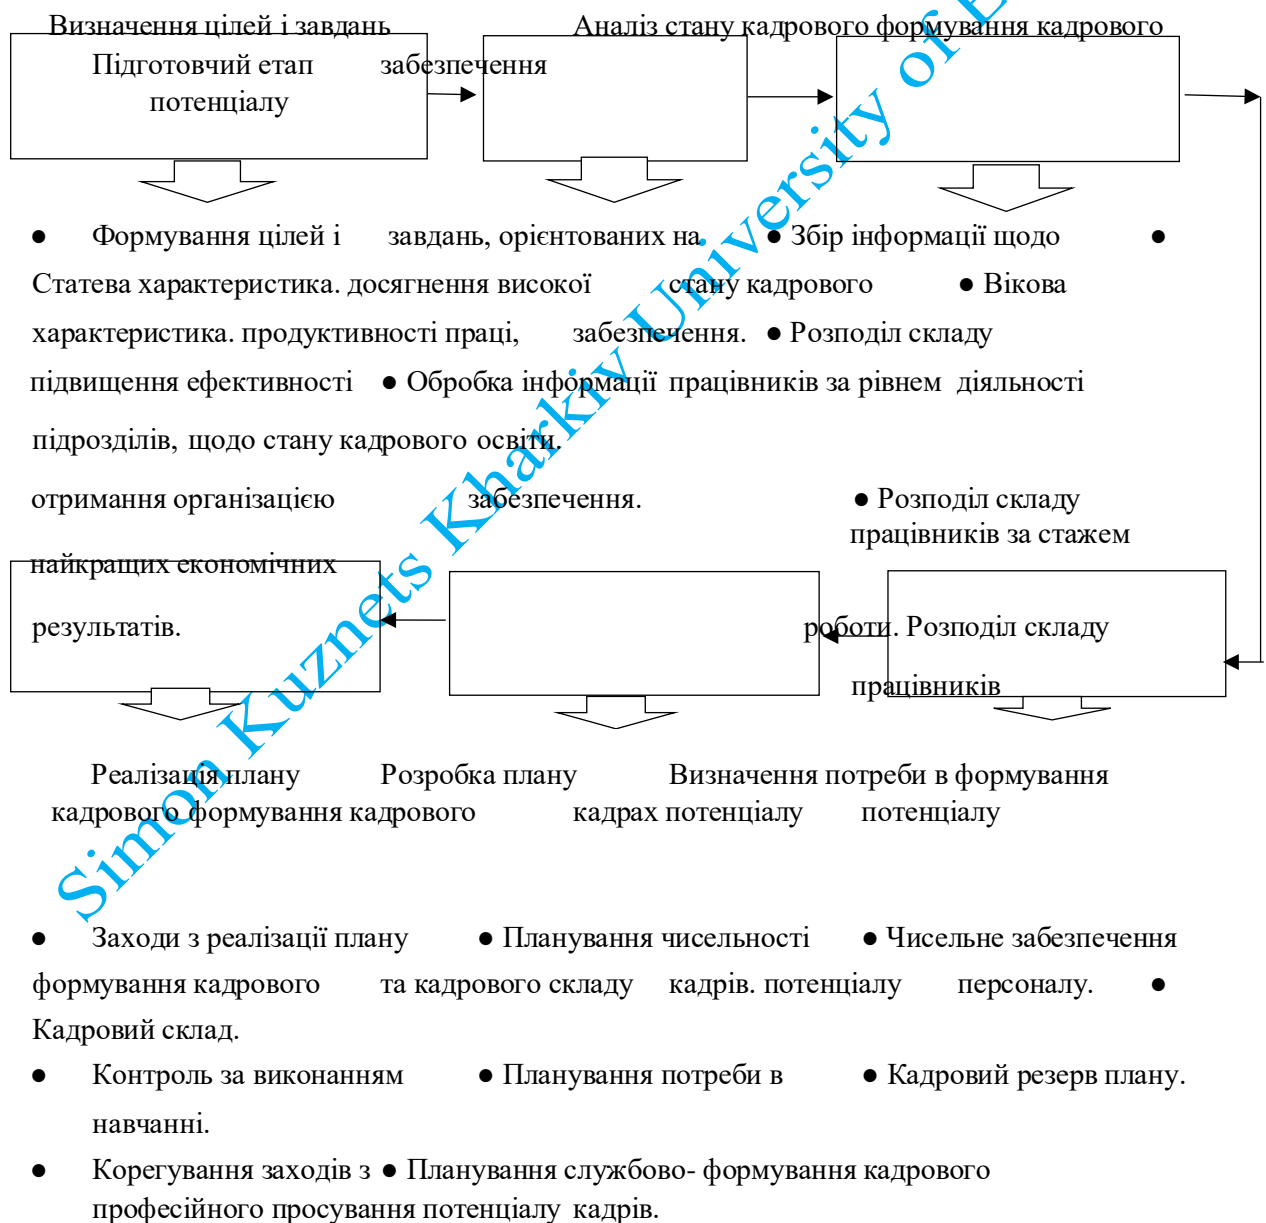 Визначення цілей і завдань Аналіз стану кадрового формування кадрового
Підготовчий етап забезпечення
потенціалу
● Формування цілей і завдань, орієнтованих на ● Збір інформації щодо ●
Статева характеристика. досягнення високої стану кадрового ● Вікова
характеристика. продуктивності праці, забезпечення. ● Розподіл складу
підвищення ефективності ● Обробка інформації працівників за рівнем діяльності
підрозділів, щодо стану кадрового освіти.
отримання організацією забезпечення. ● Розподіл складу
працівників за стажем
найкращих економічних
результатів. роботи. Розподіл складу
працівників
Реалізація плану Розробка плану Визначення потреби в формування
кадрового формування кадрового кадрах потенціалу потенціалу
● Заходи з реалізації плану ● Планування чисельності ● Чисельне забезпечення
формування кадрового та кадрового складу кадрів. потенціалу персоналу. ●
Кадровий склад.
● Контроль за виконанням ● Планування потреби в ● Кадровий резерв плану.
навчанні.
● Корегування заходів з ● Планування службово- формування кадрового
професійного просування потенціалу кадрів.
Simon Kuznets Kharkiv University of